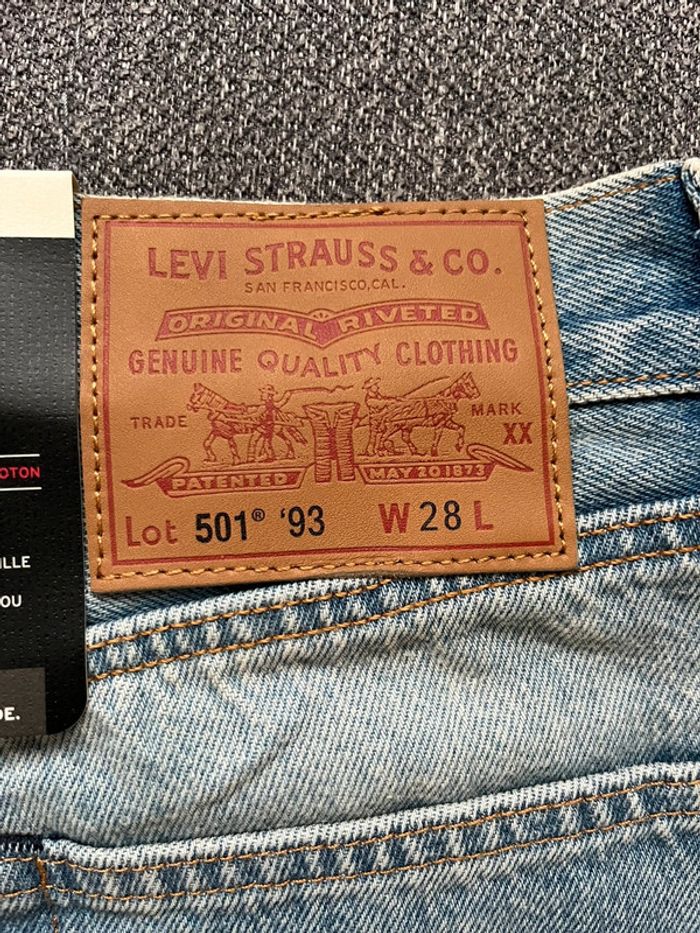 LEVI STRAUSS & CO.
SAN FRANCISCO, CAL.
ORIGINAL RIVETED
GENUINE QUALITY CLOTHING
TRADE MARK
XX
PATENTED MAY 20 1873
Lot 501® '93 W 28 L
OTON
ILLE
OU
DE.